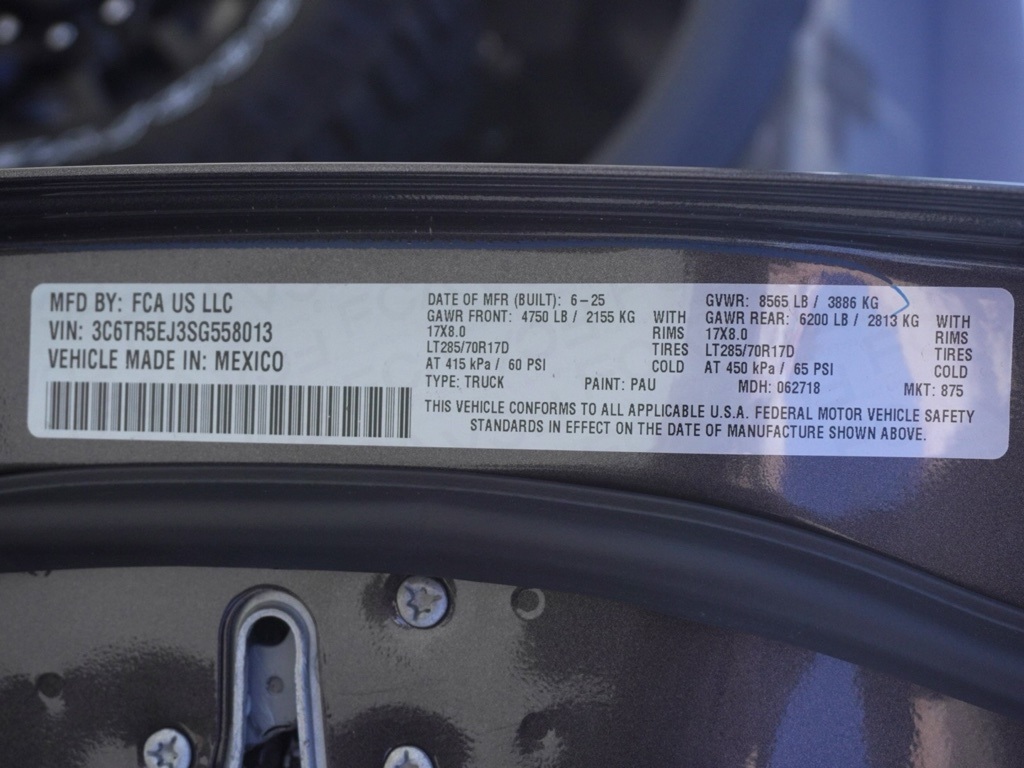 MFD BY: FCA US LLC
VIN: 3C6TR5EJ3SG558013
VEHICLE MADE IN: MEXICO
DATE OF MFR (BUILT): 6-25
GAWR FRONT: 4750 LB / 2155 KG WITH
17X8.0 RIMS
LT285/70R17D TIRES
AT 415 kPa / 60 PSI COLD
GVWR: 8565 LB / 3886 KG
GAWR REAR: 6200 LB / 2813 KG WITH
17X8.0 RIMS
LT285/70R17D TIRES
AT 450 kPa / 65 PSI COLD
TYPE: TRUCK PAINT: PAU MDH: 062718 MKT: 875
THIS VEHICLE CONFORMS TO ALL APPLICABLE U.S.A. FEDERAL MOTOR VEHICLE SAFETY
STANDARDS IN EFFECT ON THE DATE OF MANUFACTURE SHOWN ABOVE.